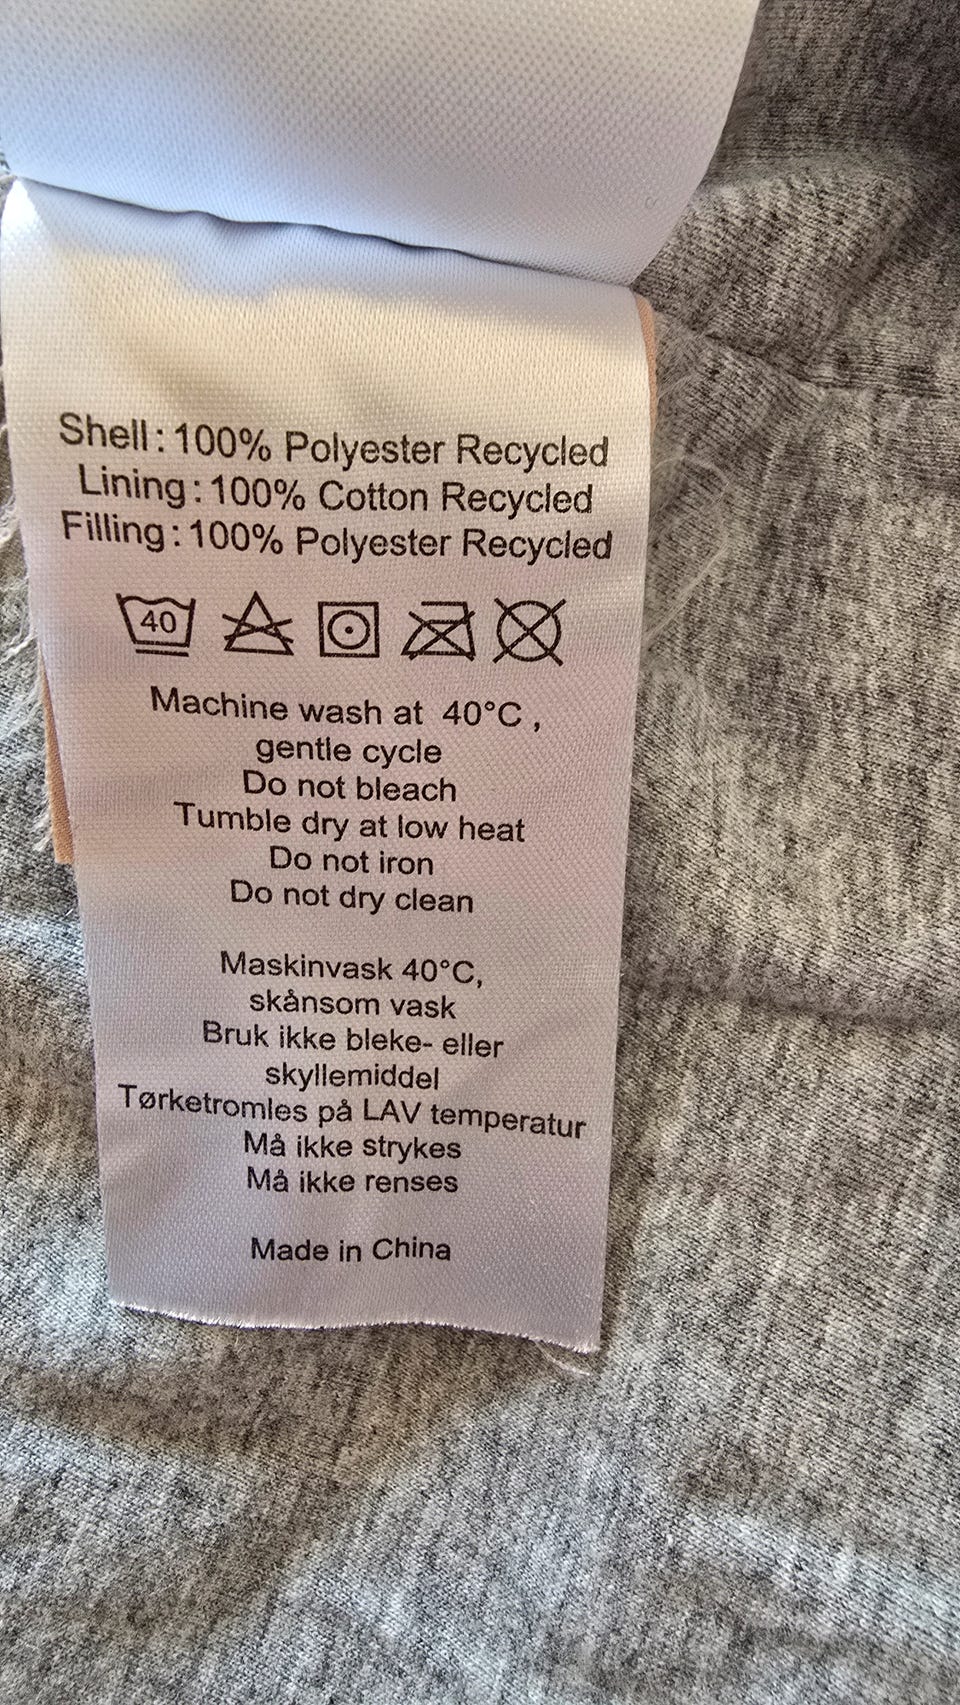 Shell: 100% Polyester Recycled
Lining: 100% Cotton Recycled
Filling: 100% Polyester Recycled
40
Machine wash at 40°C,
gentle cycle
Do not bleach
Tumble dry at low heat
Do not iron
Do not dry clean
Maskinvask 40°C,
skånsom vask
Bruk ikke bleke- eller
skyllemiddel
Tørketromles på LAV temperatur
Må ikke strykes
Må ikke renses
Made in China